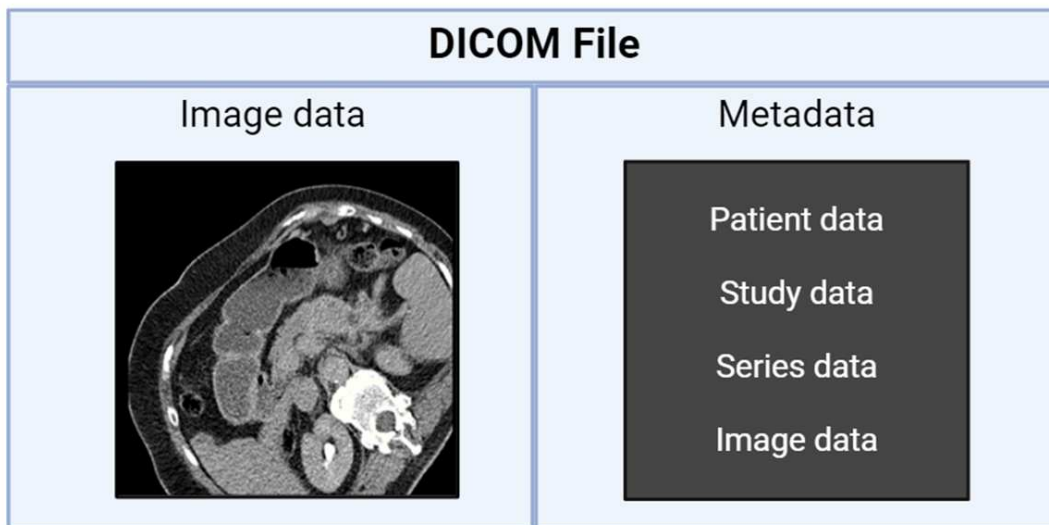 DICOM File
Image data
Metadata
Patient data
Study data
Series data
Image data